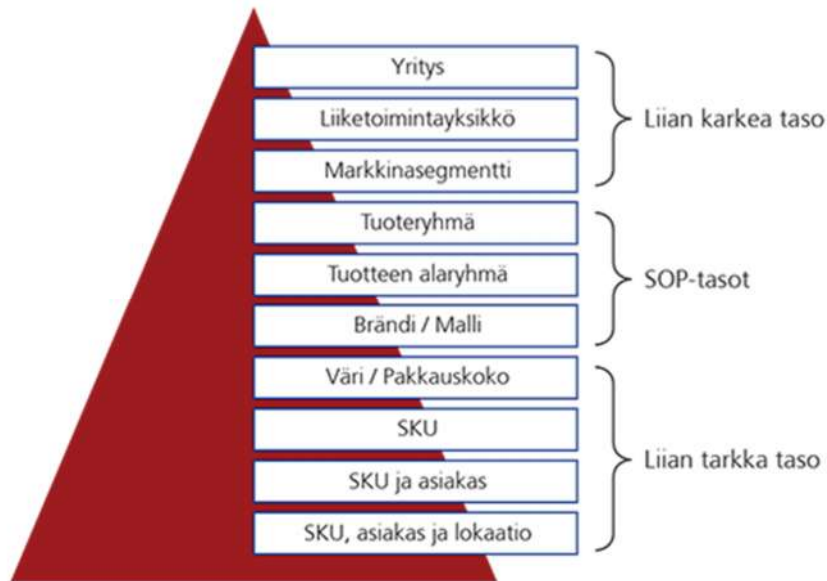 Yritys
Liiketoimintayksikkö
Markkinasegmentti
Liian karkea taso
Tuoteryhmä
Tuotteen alaryhmä
Brändi / Malli
SOP-tasot
Väri / Pakkauskoko
SKU
SKU ja asiakas
SKU, asiakas ja lokaatio
Liian tarkka taso